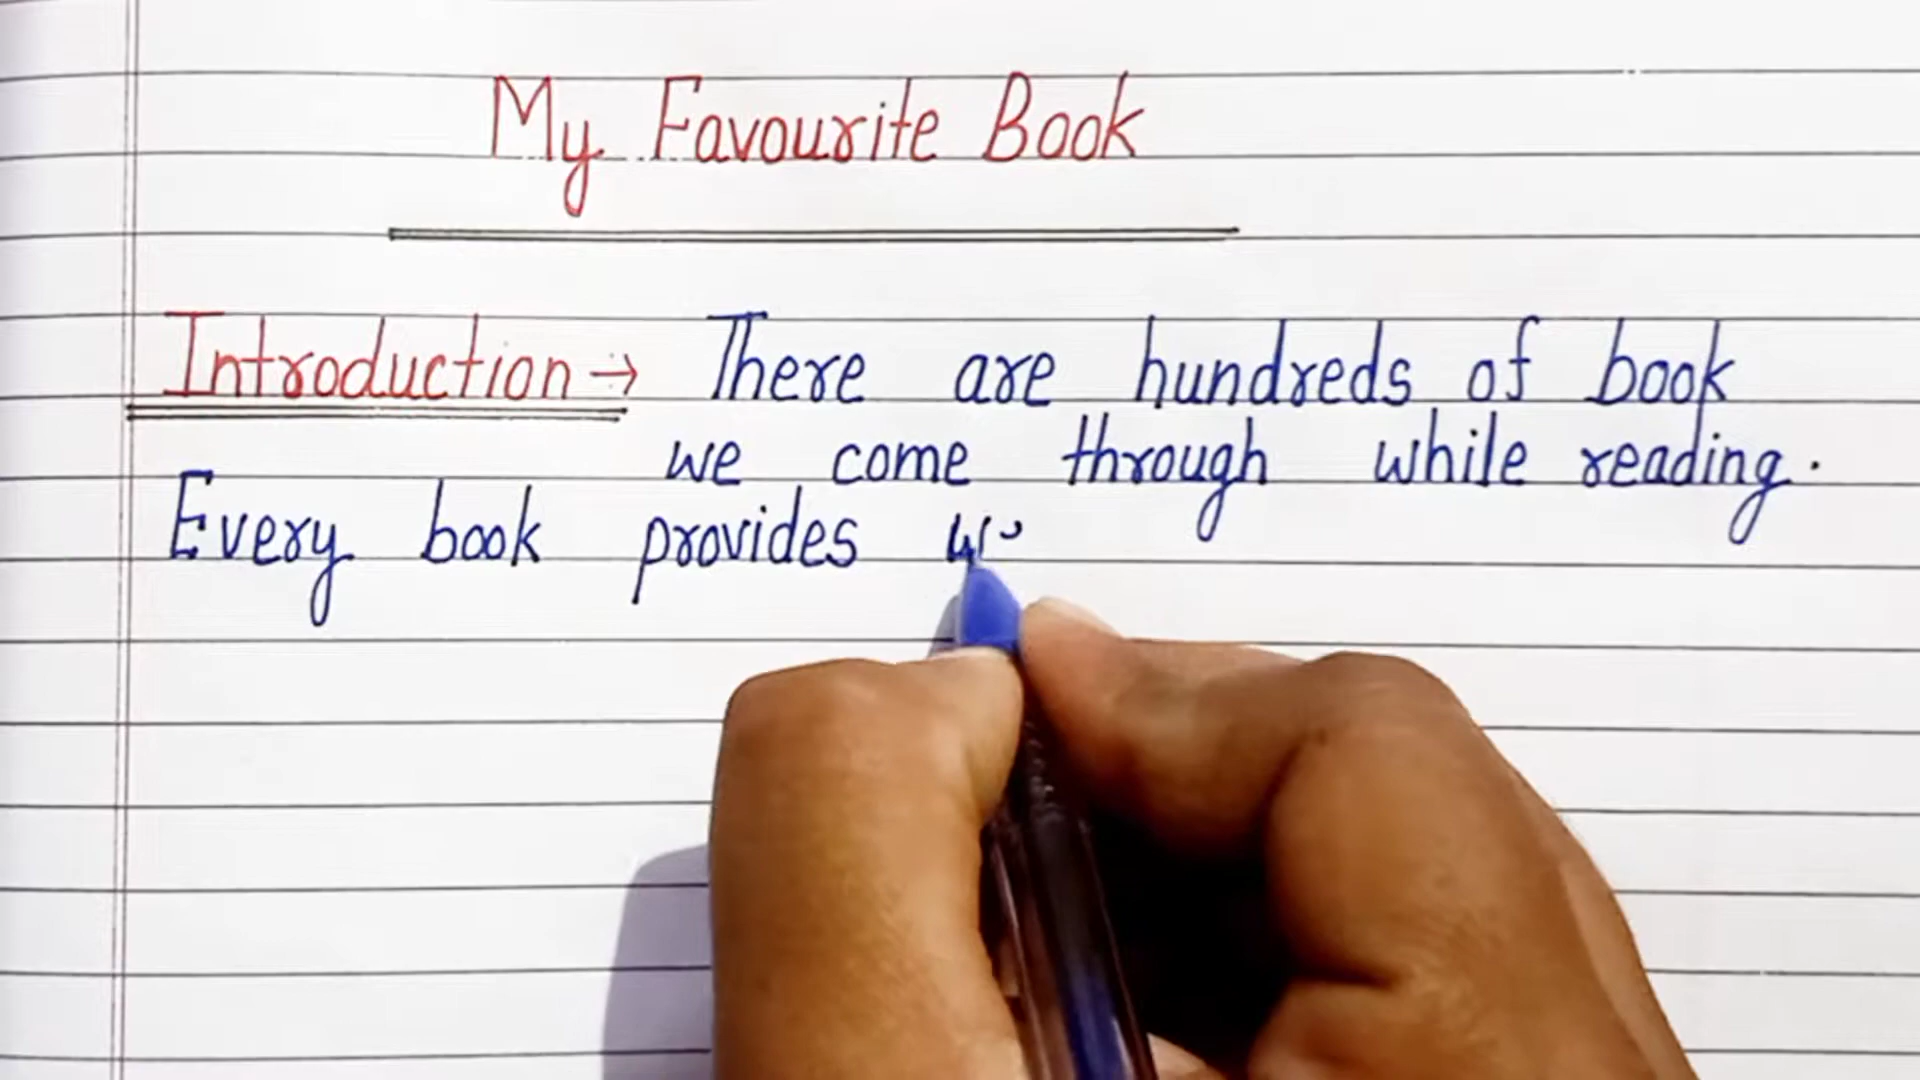 My Favourite Book
Introduction → There are hundreds of book
we come through while reading.
Every book provides